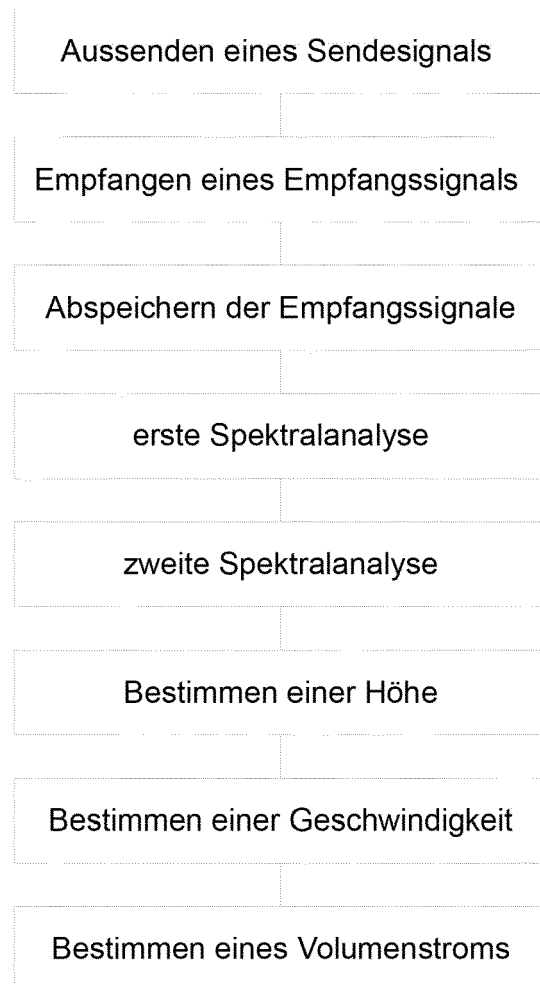 Aussenden eines Sendesignals
Empfangen eines Empfangssignals
Abspeichern der Empfangssignale
erste Spektralanalyse
zweite Spektralanalyse
Bestimmen einer Höhe
Bestimmen einer Geschwindigkeit
Bestimmen eines Volumenstroms